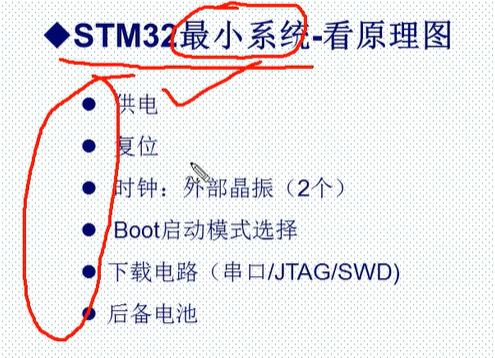 ◆STM32最小系统-看原理图
● 供电
● 复位
● 时钟：外部晶振（2个）
● Boot启动模式选择
● 下载电路（串口/JTAG/SWD)
● 后备电池